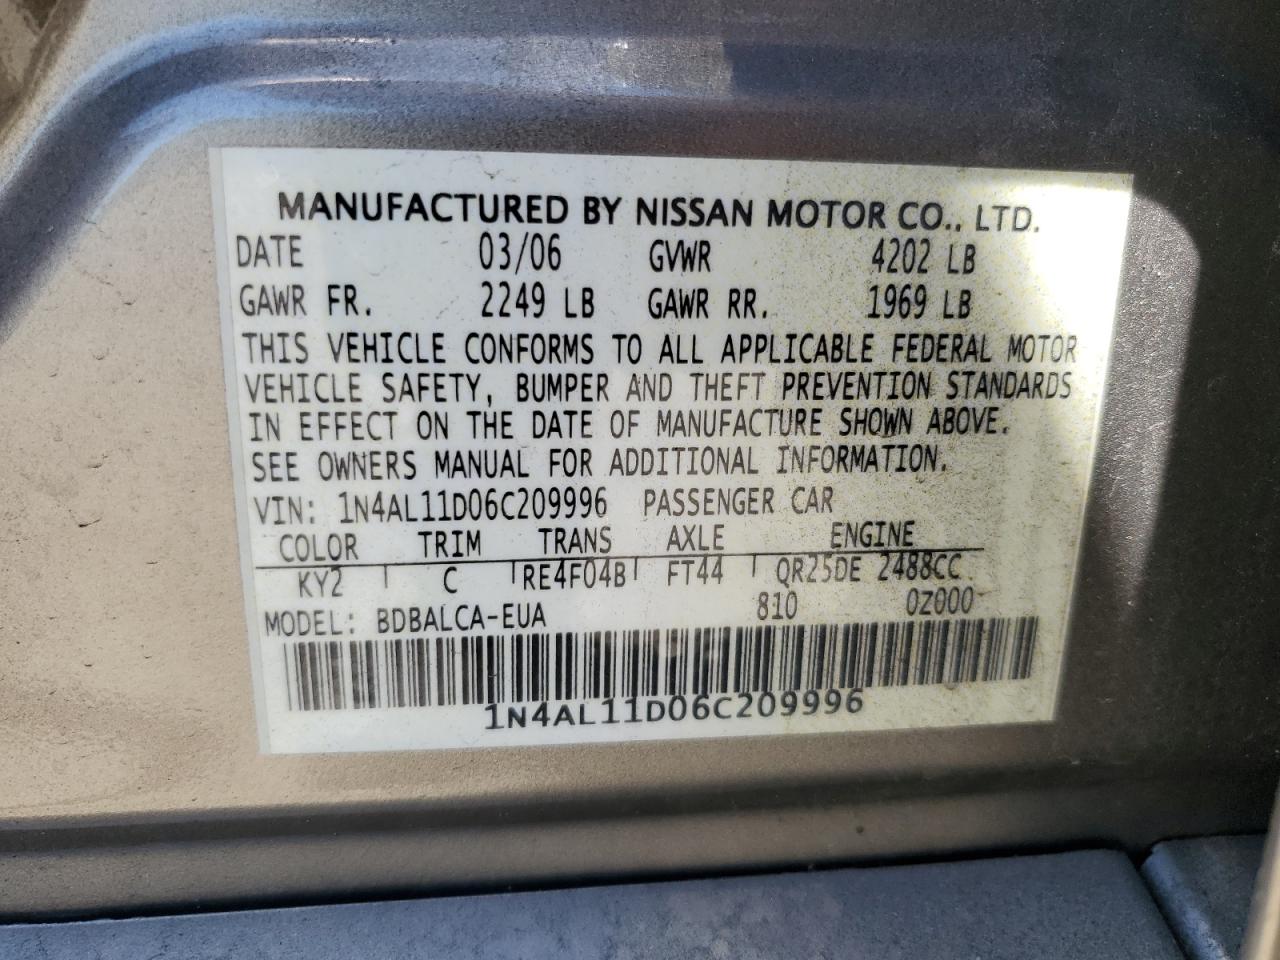 MANUFACTURED BY NISSAN MOTOR CO., LTD.
DATE 03/06 GVWR 4202 LB
GAWR FR. 2249 LB GAWR RR. 1969 LB
THIS VEHICLE CONFORMS TO ALL APPLICABLE FEDERAL MOTOR
VEHICLE SAFETY, BUMPER AND THEFT PREVENTION STANDARDS
IN EFFECT ON THE DATE OF MANUFACTURE SHOWN ABOVE.
SEE OWNERS MANUAL FOR ADDITIONAL INFORMATION.
VIN: 1N4AL11D06C209996 PASSENGER CAR
COLOR TRIM TRANS AXLE ENGINE
KY2 C RE4F04B FT44 QR25DE 2488CC
MODEL: BDBALCA-EUA 810 0Z000
1N4AL11D06C209996